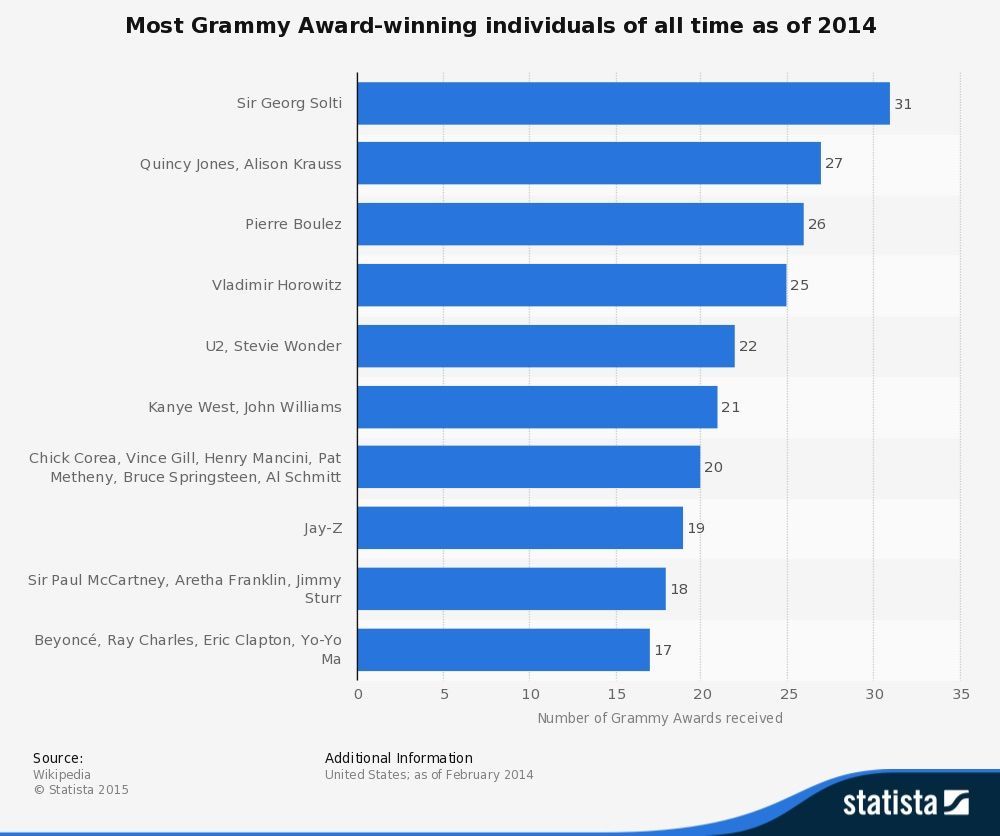 Most Grammy Award-winning individuals of all time as of 2014
Sir Georg Solti
31
Quincy Jones, Alison Krauss
27
Pierre Boulez
26
Vladimir Horowitz
25
U2, Stevie Wonder
22
Kanye West, John Williams
21
Chick Corea, Vince Gill, Henry Mancini, Pat
Metheny, Bruce Springsteen, Al Schmitt
20
Jay-Z
19
Sir Paul McCartney, Aretha Franklin, Jimmy
Sturr
18
Beyoncé, Ray Charles, Eric Clapton, Yo-Yo
Ma
17
0 5 10 15 20 25 30 35
Number of Grammy Awards received
Source:
Wikipedia
© Statista 2015
Additional Information
United States; as of February 2014
statista